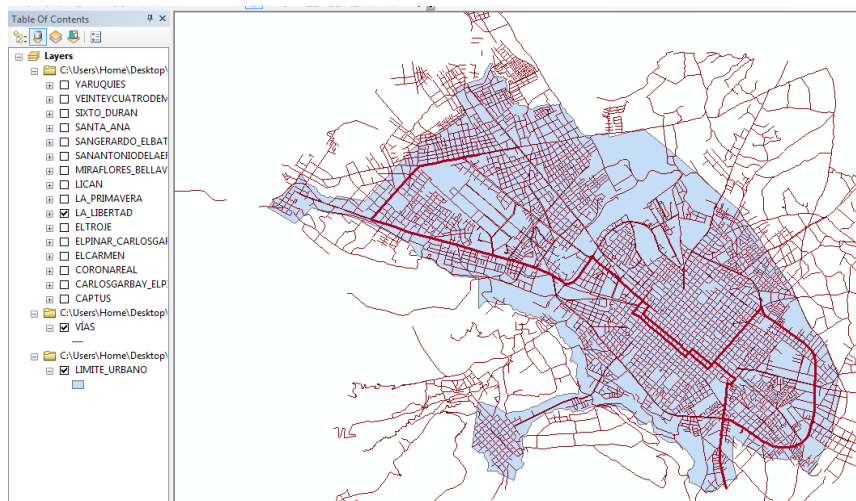 Table Of Contents
Layers
C:\Users\Home\Desktop\
YARUQUIES
VEINTEYCUATRODEM
SIXTO_DURAN
SANTA_ANA
SANGERARDO_ELBAT
SANANTONIODELAEF
MIRAFLORES_BELLAV
LICAN
LA_PRIMAVERA
LA_LIBERTAD
ELTROJE
ELPINAR_CARLOSGAF
ELCARMEN
CORONAREAL
CARLOSGARBAY_ELP
CAPTUS
C:\Users\Home\Desktop\
VÍAS
C:\Users\Home\Desktop\
LIMITE_URBANO